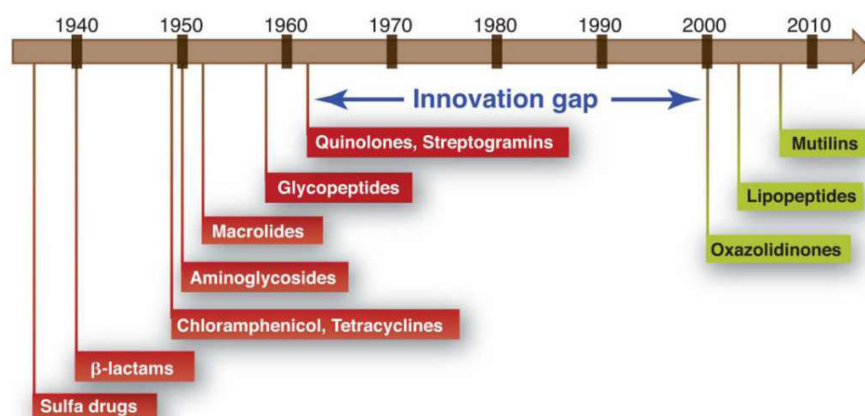 1940 1950 1960 1970 1980 1990 2000 2010
Innovation gap
Quinolones, Streptogramins
Mutilins
Glycopeptides
Lipopeptides
Macrolides
Oxazolidinones
Aminoglycosides
Chloramphenicol, Tetracyclines
β-lactams
Sulfa drugs